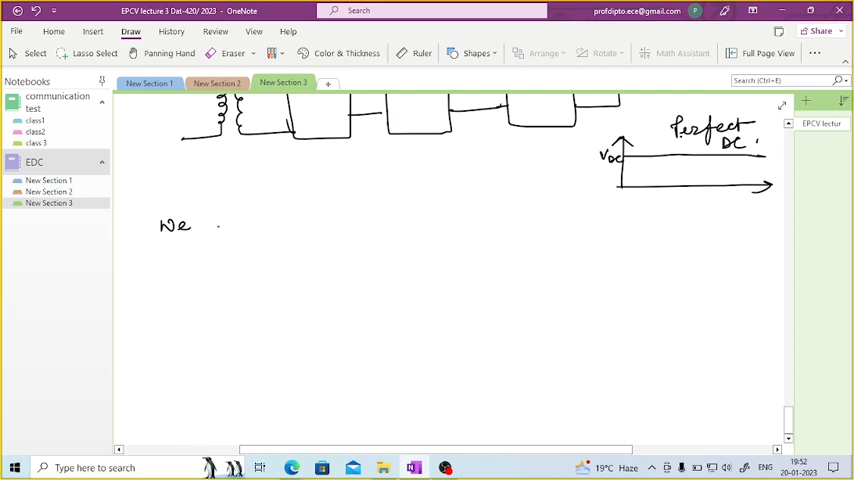 EPCV lecture 3 Dat-420/ 2023 - OneNote
Search
profdipto.ece@gmail.com
P
File
Home
Insert
Draw
History
Review
View
Help
Share
Select
Lasso Select
Panning Hand
Eraser
Color & Thickness
Ruler
Shapes
Arrange
Rotate
Math Assistant
Full Page View
Notebooks
New Section 1
New Section 2
New Section 3
+
Search (Ctrl+E)
communication
test
class1
class2
class 3
EDC
New Section 1
New Section 2
New Section 3
EPCV lectur
Perfect
DC.
VDC
We
Type here to search
19°C Haze
ENG
19:52
20-01-2023